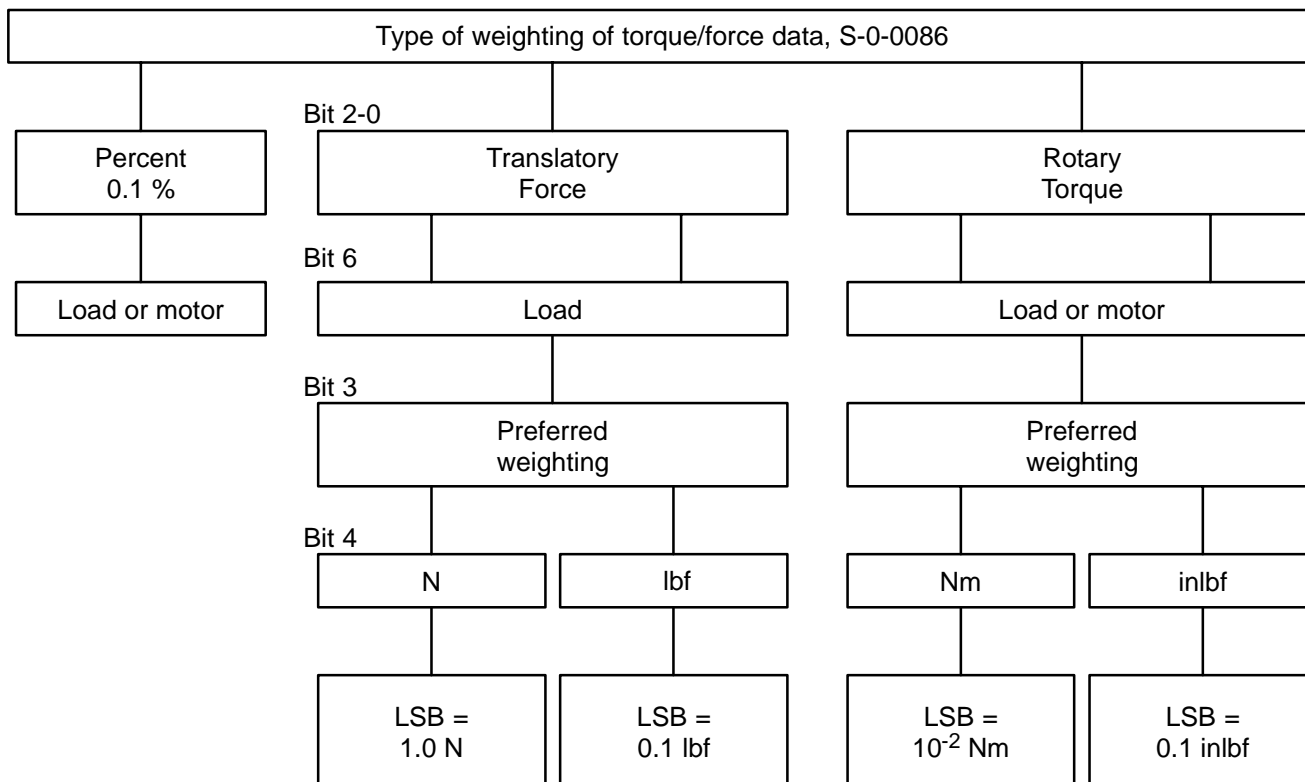 Type of weighting of torque/force data, S-0-0086
Bit 2-0
Percent
0.1 %
Translatory
Force
Rotary
Torque
Bit 6
Load or motor
Load
Load or motor
Bit 3
Preferred
weighting
Preferred
weighting
Bit 4
N
lbf
Nm
inlbf
LSB =
1.0 N
LSB =
0.1 lbf
LSB =
10⁻² Nm
LSB =
0.1 inlbf